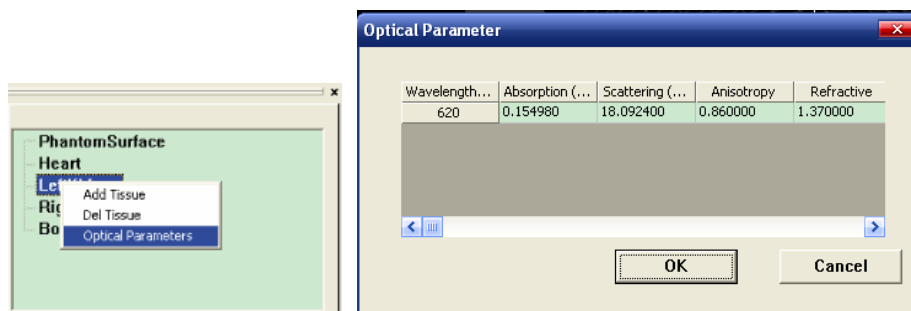 PhantomSurface
Heart
Add Tissue
Del Tissue
Optical Parameters
Optical Parameter
Wavelength... Absorption (... Scattering (... Anisotropy Refractive
620 0.154980 18.092400 0.860000 1.370000
OK Cancel